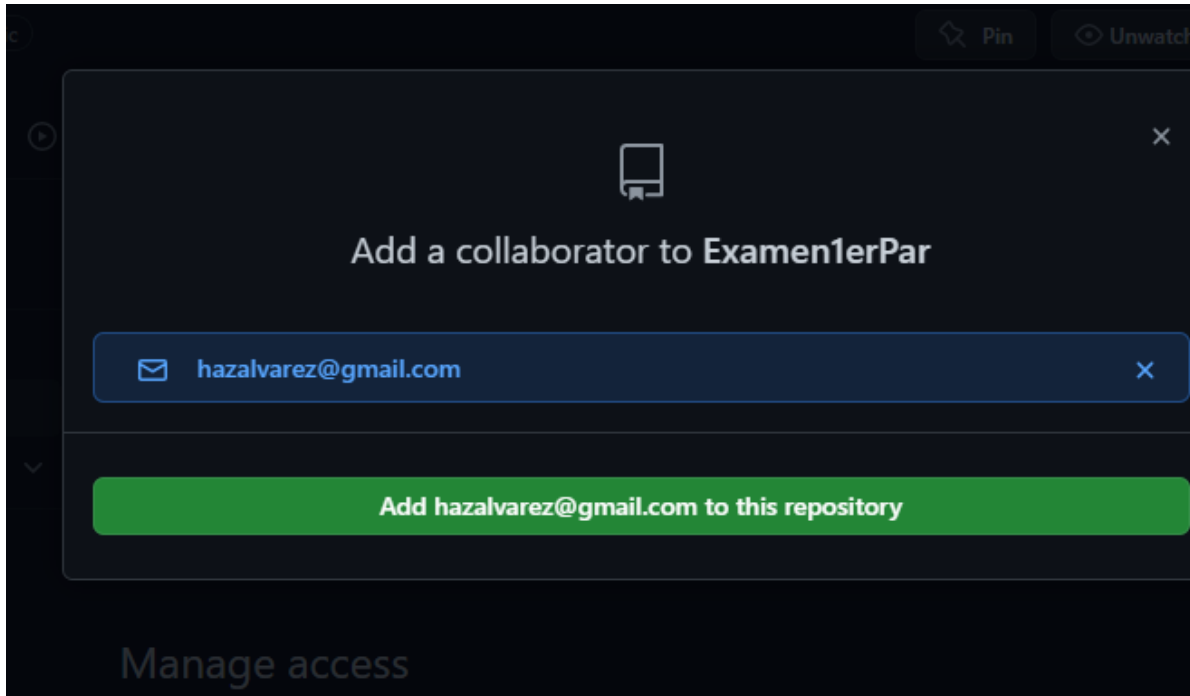 Pin
Unwatch
Add a collaborator to Examen1erPar
hazalvarez@gmail.com
Add hazalvarez@gmail.com to this repository
Manage access